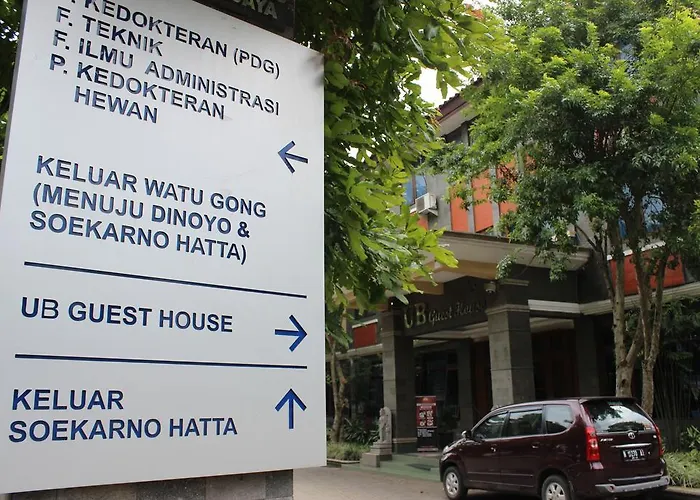 AYA
KEDOKTERAN (PDG)
F. TEKNIK
F. ILMU ADMINISTRASI
P. KEDOKTERAN
HEWAN
KELUAR WATU GONG
(MENUJU DINOYO &
SOEKARNO HATTA)
UB GUEST HOUSE
KELUAR
SOEKARNO HATTA
UB Guest House